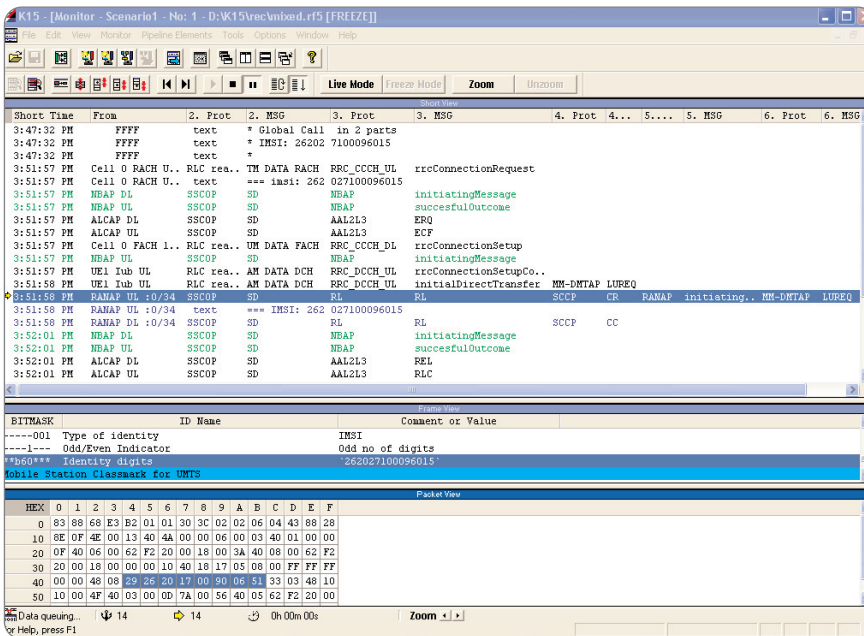 K15 - [Monitor - Scenario1 - No: 1 - D:\K15\rec\mixed.rf5 [FREEZE]]
File Edit View Monitor Pipeline Elements Tools Options Window Help
Live Mode Freeze Mode Zoom Unzoom
Short View
Short Time From 2. Prot 2. MSG 3. Prot 3. MSG 4. Prot 4... 5.... 5. MSG 6. Prot 6. MSG
3:47:32 PM FFFF text * Global Call in 2 parts
3:47:32 PM FFFF text * IMSI: 26202 7100096015
3:47:32 PM FFFF text *
3:51:57 PM Cell 0 RACH U.. RLC rea.. TM DATA RACH RRC_CCCH_UL rrcConnectionRequest
3:51:57 PM Cell 0 RACH U.. text === imsi: 262 027100096015
3:51:57 PM NBAP DL SSCOP SD NBAP initiatingMessage
3:51:57 PM NBAP UL SSCOP SD NBAP succesfulOutcome
3:51:57 PM ALCAP DL SSCOP SD AAL2L3 ERQ
3:51:57 PM ALCAP UL SSCOP SD AAL2L3 ECF
3:51:57 PM Cell 0 FACH 1.. RLC rea.. UM DATA FACH RRC_CCCH_DL rrcConnectionSetup
3:51:57 PM NBAP UL SSCOP SD NBAP initiatingMessage
3:51:58 PM UE1 Iub UL RLC rea.. AM DATA DCH RRC_DCCH_UL rrcConnectionSetupCo..
3:51:58 PM UE1 Iub UL RLC rea.. AM DATA DCH RRC_DCCH_UL initialDirectTransfer MM-DMTAP LUREQ
3:51:58 PM RANAP UL :0/34 SSCOP SD RL RL SCCP CR RANAP initiating.. MM-DMTAP LUREQ
3:51:58 PM RANAP UL :0/34 text === IMSI: 262 027100096015
3:51:58 PM RANAP DL :0/34 SSCOP SD RL RL SCCP CC
3:52:01 PM NBAP DL SSCOP SD NBAP initiatingMessage
3:52:01 PM NBAP UL SSCOP SD NBAP succesfulOutcome
3:52:01 PM ALCAP DL SSCOP SD AAL2L3 REL
3:52:01 PM ALCAP DL SSCOP SD AAL2L3 RLC
Frame View
BITMASK ID Name Comment or Value
-----001 Type of identity IMSI
----1--- Odd/Even Indicator Odd no of digits
**b60*** Identity digits '262027100096015'
Mobile Station Classmark for UMTS
Packet View
HEX 0 1 2 3 4 5 6 7 8 9 A B C D E F
0 83 88 68 E3 B2 01 01 30 3C 02 02 06 04 43 88 28
10 8E 0F 4E 00 13 40 4A 00 00 06 00 03 40 01 00 00
20 0F 40 06 00 62 F2 20 00 18 00 3A 40 08 00 62 F2
30 20 00 18 00 00 00 10 40 18 17 05 08 00 FF FF FF
40 00 00 48 08 29 26 20 17 00 90 06 51 33 03 48 10
50 10 00 4F 40 03 00 0D 7A 00 56 40 05 62 F2 20 00
Data queuing... 14 14 0h 00m 00s Zoom
or Help, press F1